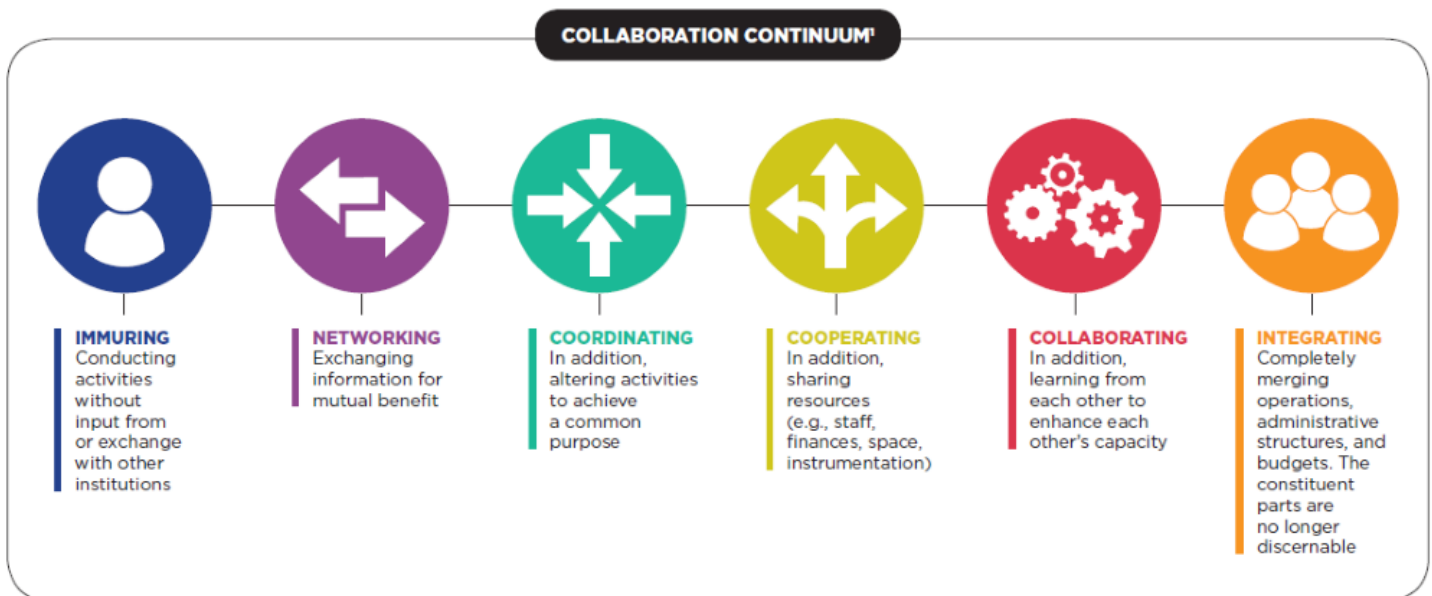 COLLABORATION CONTINUUM¹
IMMURING
Conducting
activities
without
input from
or exchange
with other
institutions
NETWORKING
Exchanging
information for
mutual benefit
COORDINATING
In addition,
altering activities
to achieve
a common
purpose
COOPERATING
In addition,
sharing
resources
(e.g., staff,
finances, space,
instrumentation)
COLLABORATING
In addition,
learning from
each other to
enhance each
other's capacity
INTEGRATING
Completely
merging
operations,
administrative
structures, and
budgets. The
constituent
parts are
no longer
discernable